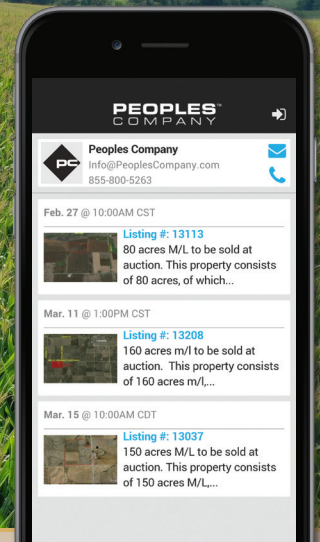 PEOPLES™
COMPANY
PC
Peoples Company
Info@PeoplesCompany.com
855-800-5263
Feb. 27 @ 10:00AM CST
Listing #: 13113
80 acres M/L to be sold at
auction. This property consists
of 80 acres, of which...
Mar. 11 @ 1:00PM CST
Listing #: 13208
160 acres m/l to be sold at
auction. This property consists
of 160 acres m/l,...
Mar. 15 @ 10:00AM CDT
Listing #: 13037
150 acres M/L to be sold at
auction. This property consists
of 150 acres M/L,...